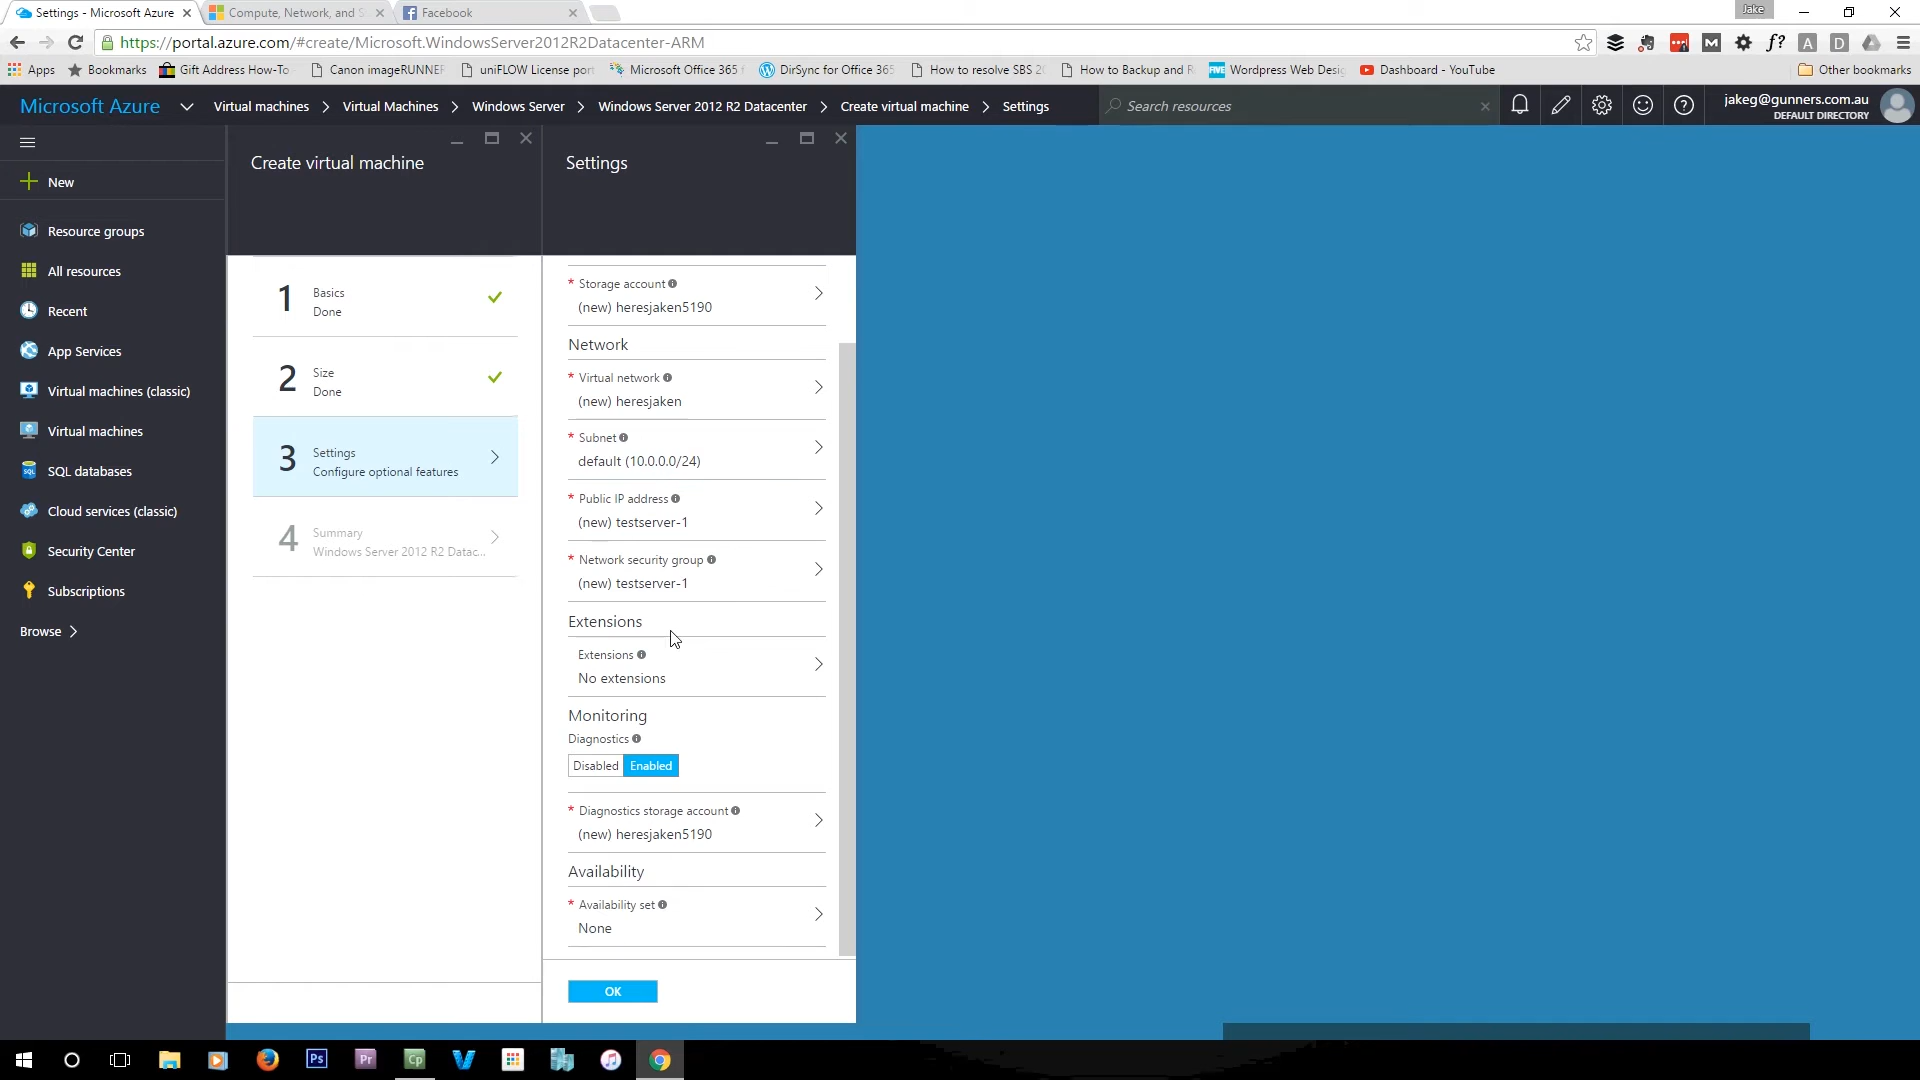 Settings - Microsoft Azure
Compute, Network, and S
Facebook
Jake
https://portal.azure.com/#create/Microsoft.WindowsServer2012R2Datacenter-ARM
Apps
Bookmarks
Gift Address How-To
Canon imageRUNNER
uniFLOW License port
Microsoft Office 365
DirSync for Office 365
How to resolve SBS 20
How to Backup and R
Wordpress Web Desig
Dashboard - YouTube
Other bookmarks
Microsoft Azure
Virtual machines
Virtual Machines
Windows Server
Windows Server 2012 R2 Datacenter
Create virtual machine
Settings
Search resources
jakeg@gunners.com.au
DEFAULT DIRECTORY
New
Resource groups
All resources
Recent
App Services
Virtual machines (classic)
Virtual machines
SQL databases
Cloud services (classic)
Security Center
Subscriptions
Browse
Create virtual machine
1
Basics
Done
2
Size
Done
3
Settings
Configure optional features
4
Summary
Windows Server 2012 R2 Datac...
Settings
* Storage account
(new) heresjaken5190
Network
* Virtual network
(new) heresjaken
* Subnet
default (10.0.0.0/24)
* Public IP address
(new) testserver-1
* Network security group
(new) testserver-1
Extensions
Extensions
No extensions
Monitoring
Diagnostics
Disabled Enabled
* Diagnostics storage account
(new) heresjaken5190
Availability
* Availability set
None
OK
Ps
Pr
Cp